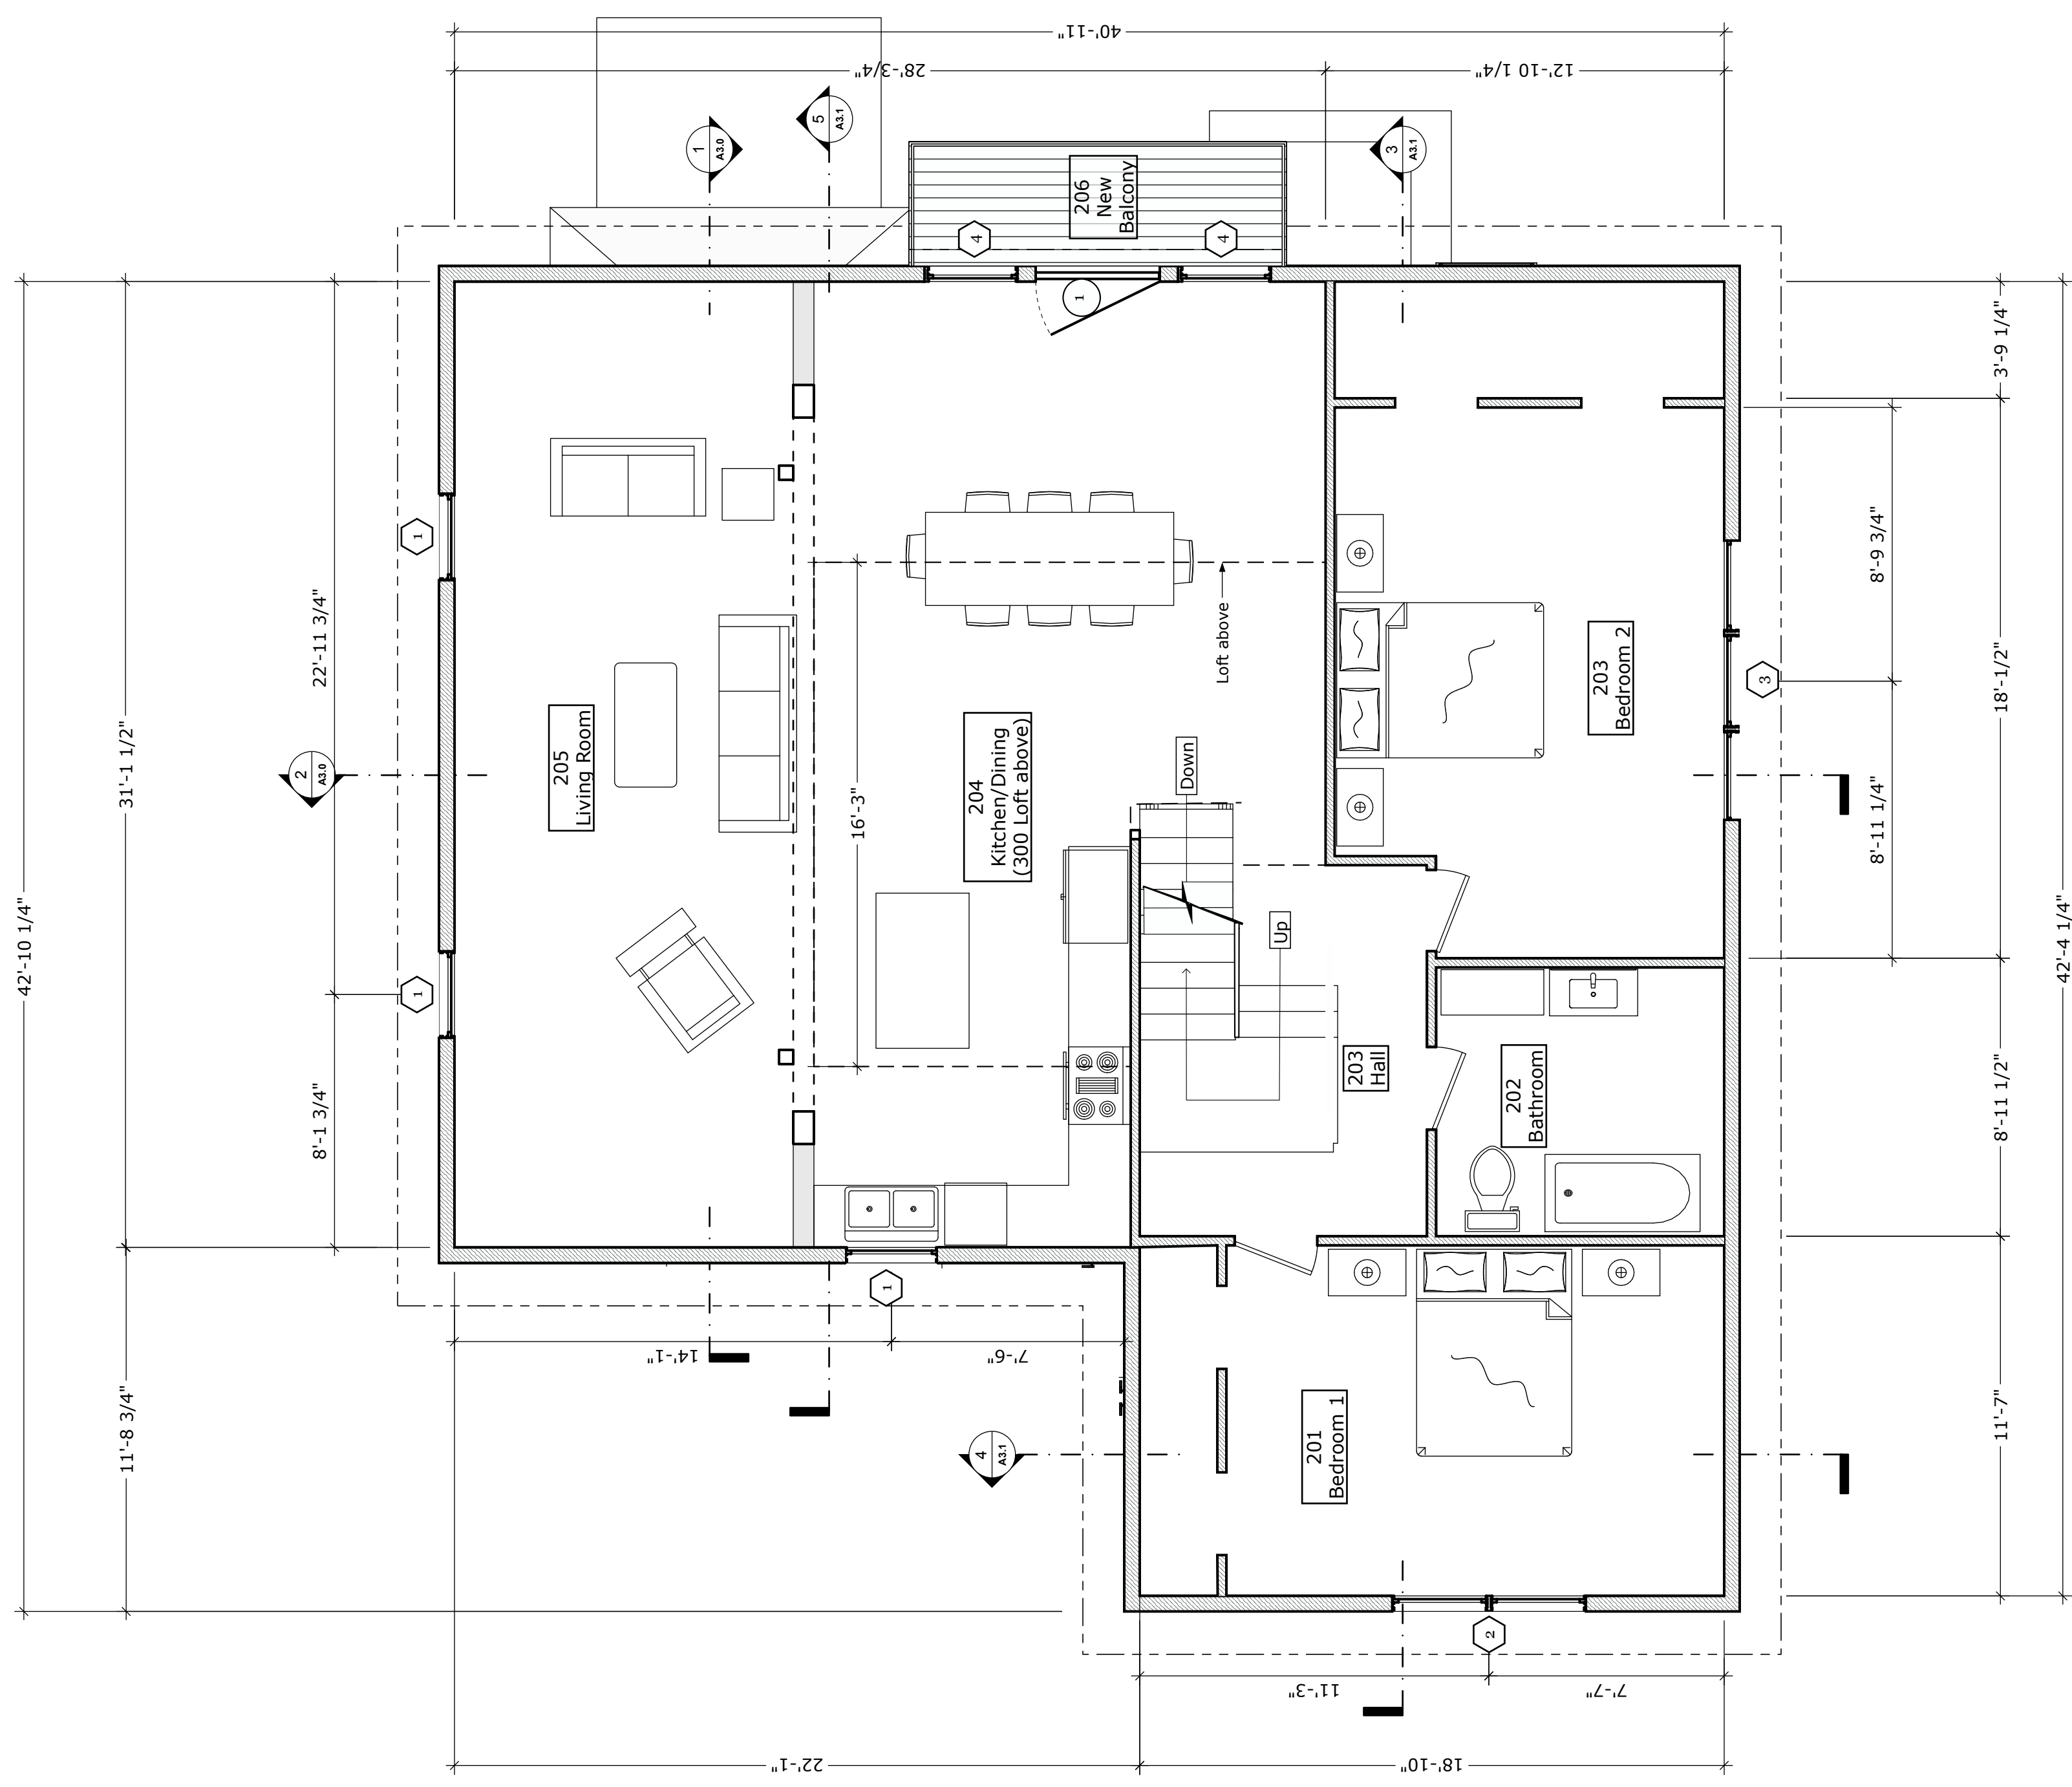 40'-11"
28'-3/4"
12'-10 1/4"
1
A3.0
5
A3.1
3
A3.1
206
New
Balcony
4
4
1
42'-10 1/4"
31'-1 1/2"
11'-8 3/4"
22'-11 3/4"
8'-1 3/4"
2
A3.0
1
1
205
Living Room
16'-3"
204
Kitchen/Dining
(300 Loft above)
Loft above
Down
Up
203
Hall
203
Bedroom 2
202
Bathroom
201
Bedroom 1
3
3'-9 1/4"
8'-9 3/4"
18'-1/2"
8'-11 1/4"
8'-11 1/2"
11'-7"
42'-4 1/4"
1
14'-1"
7'-6"
4
A3.1
2
11'-3"
7'-7"
22'-1"
18'-10"